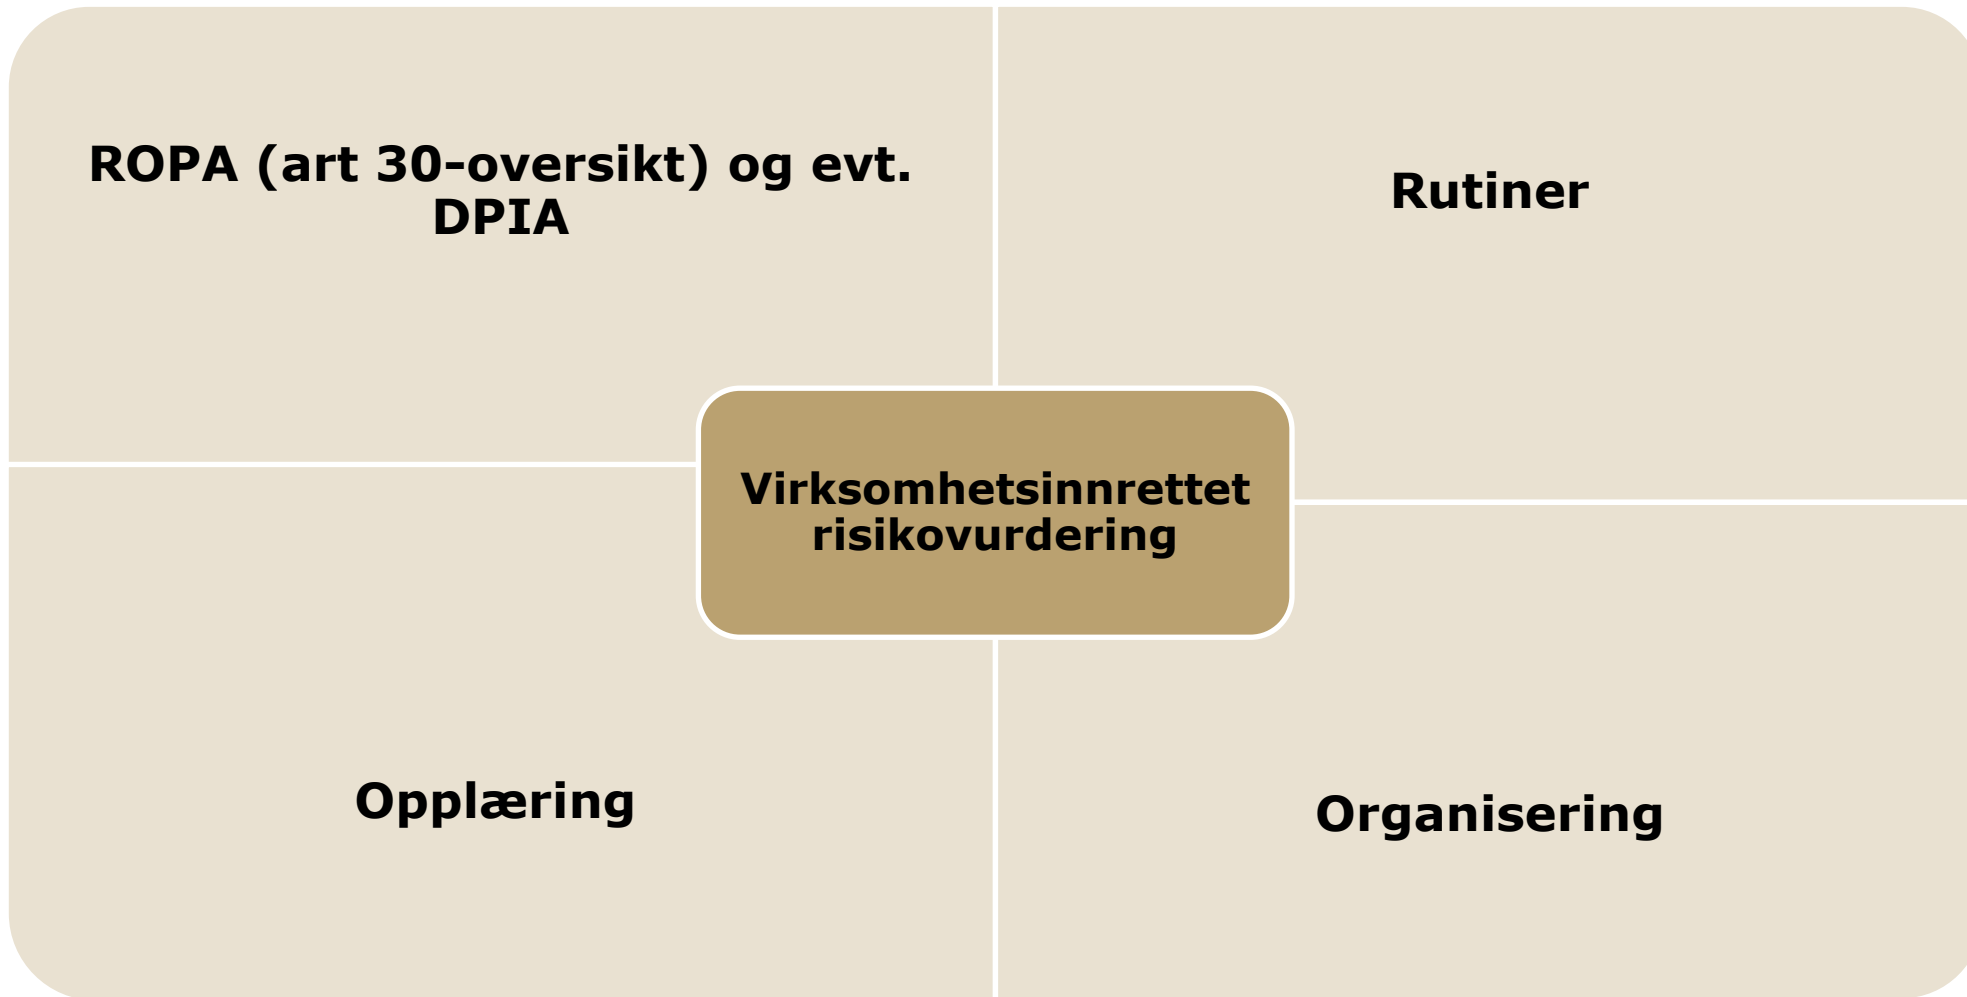 ROPA (art 30-oversikt) og evt.
DPIA
Rutiner
Virksomhetsinnrettet
risikovurdering
Opplæring
Organisering